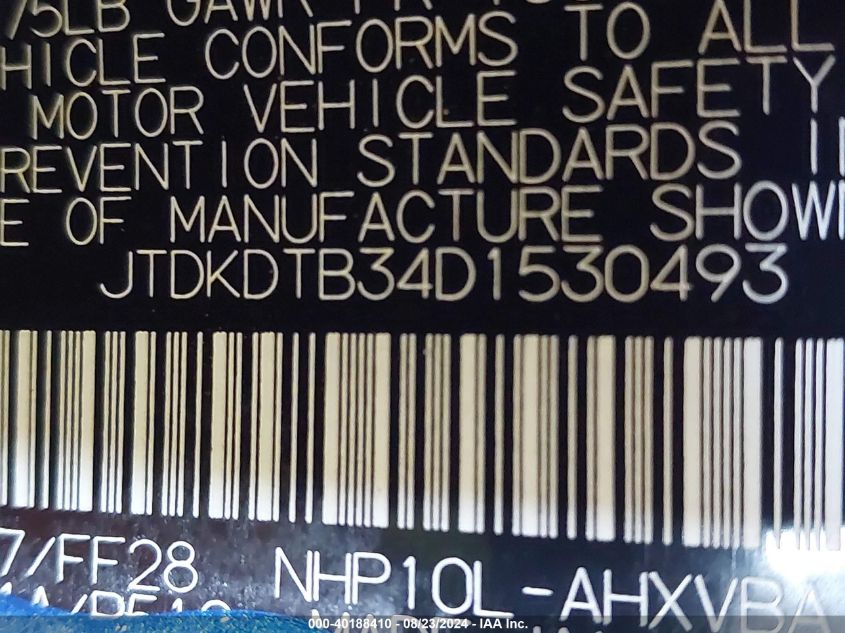 75LB GAWR FR
HICLE CONFORMS TO ALL
MOTOR VEHICLE SAFETY
REVENTION STANDARDS I
E OF MANUFACTURE SHOW
JTDKDTB34D1530493
7/FF28 NHP10L-AHXVBA
000-40188410 - 08/23/2024 - IAA Inc.